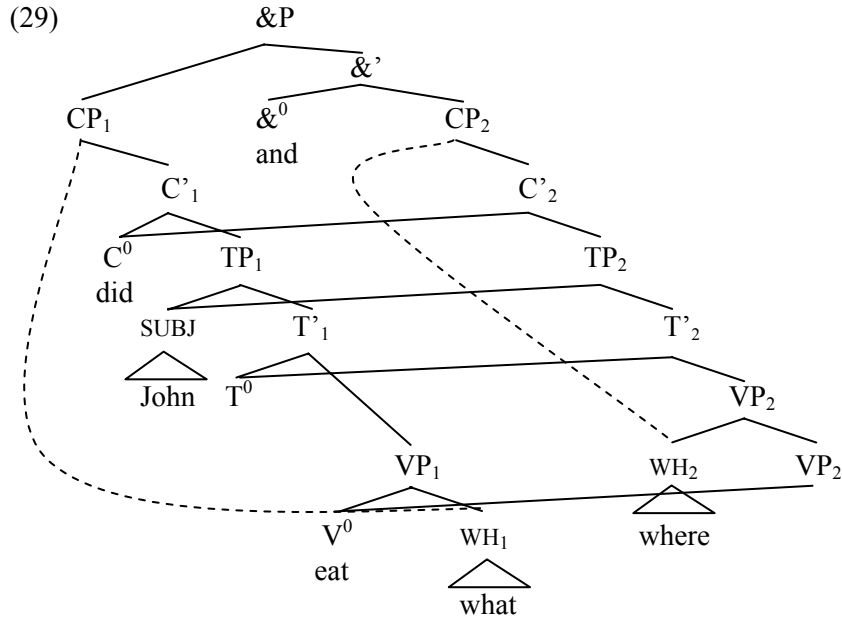 (29) &P
&’
CP₁ &⁰ CP₂
and
C’₁ C’₂
C⁰ TP₁ TP₂
did
SUBJ T’₁ T’₂
John T⁰ VP₂
VP₁ WH₂ VP₂
V⁰ WH₁ where
eat
what